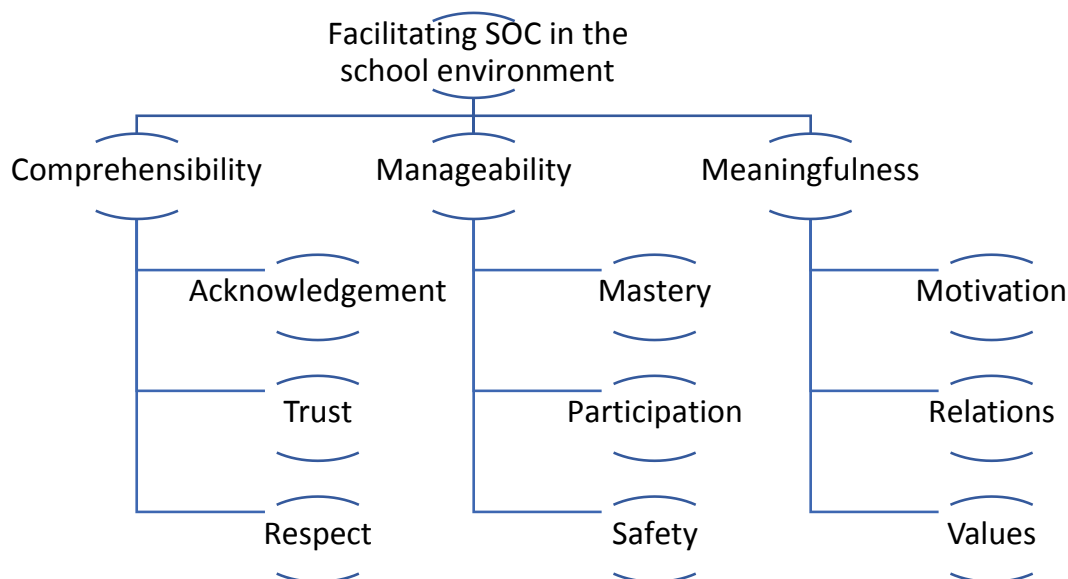 Facilitating SOC in the
school environment
Comprehensibility
Manageability
Meaningfulness
Acknowledgement
Mastery
Motivation
Trust
Participation
Relations
Respect
Safety
Values